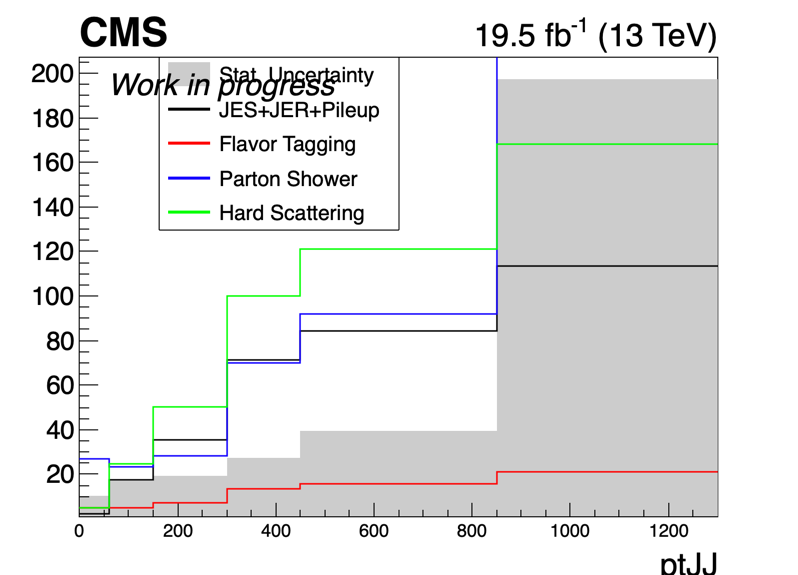 CMS
19.5 fb-1 (13 TeV)
Work in progress
Stat. Uncertainty
JES+JER+Pileup
Flavor Tagging
Parton Shower
Hard Scattering
200
180
160
140
120
100
80
60
40
20
0 200 400 600 800 1000 1200
ptJJ